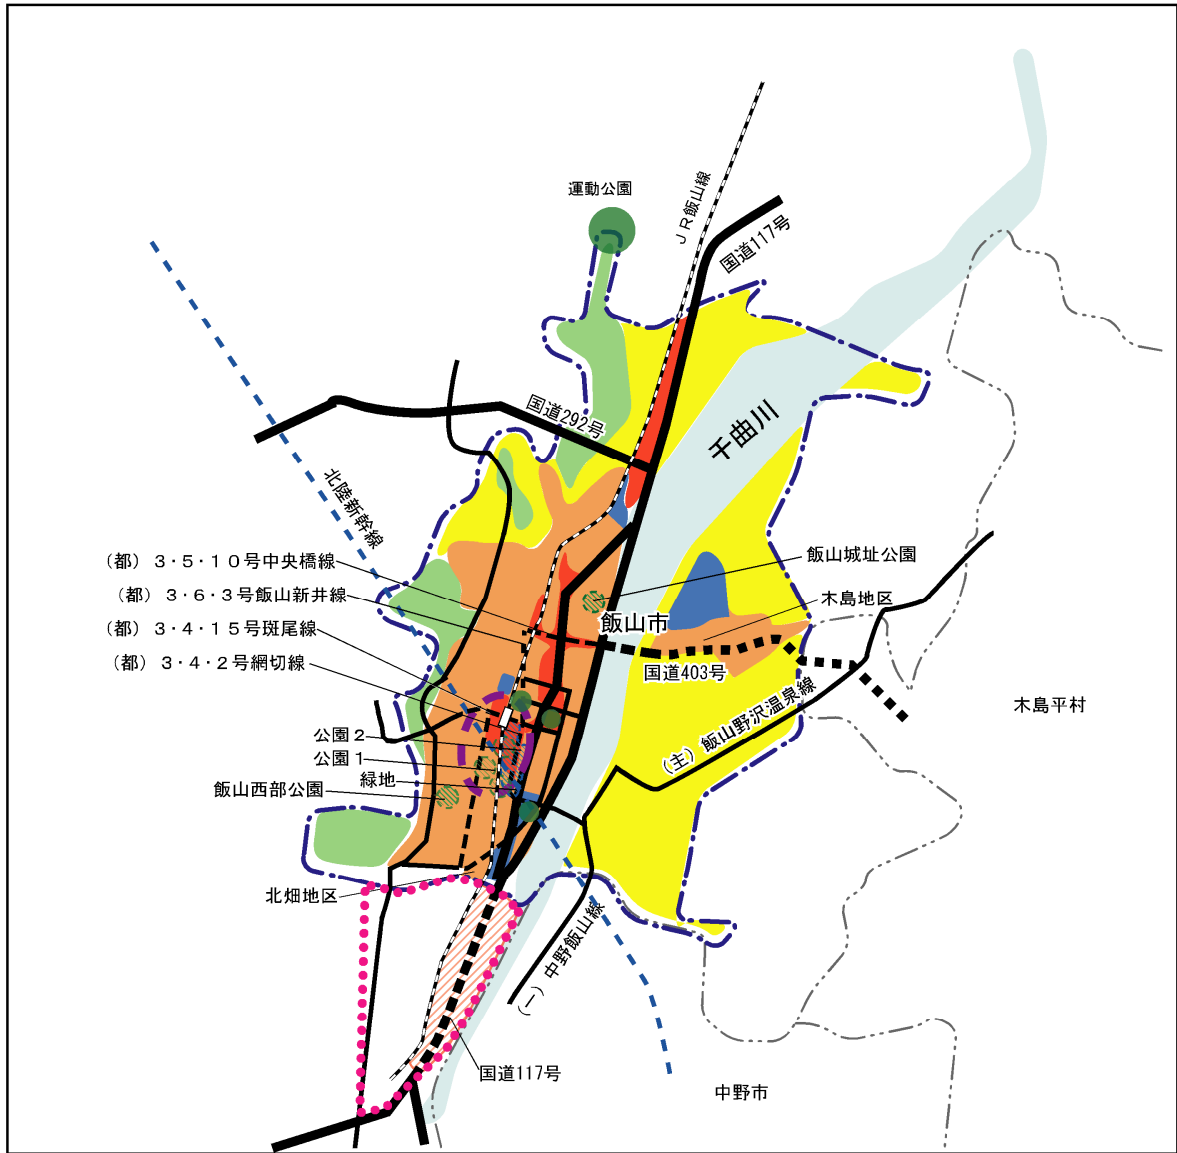 運動公園
JR飯山線
国道117号
国道292号
千曲川
北陸新幹線
(都) 3・5・10号中央橋線
(都) 3・6・3号飯山新井線
(都) 3・4・15号斑尾線
(都) 3・4・2号網切線
飯山城址公園
木島地区
飯山市
国道403号
木島平村
(主) 飯山野沢温泉線
公園2
公園1
緑地
飯山西部公園
北畑地区
(一) 中野飯山線
国道117号
中野市